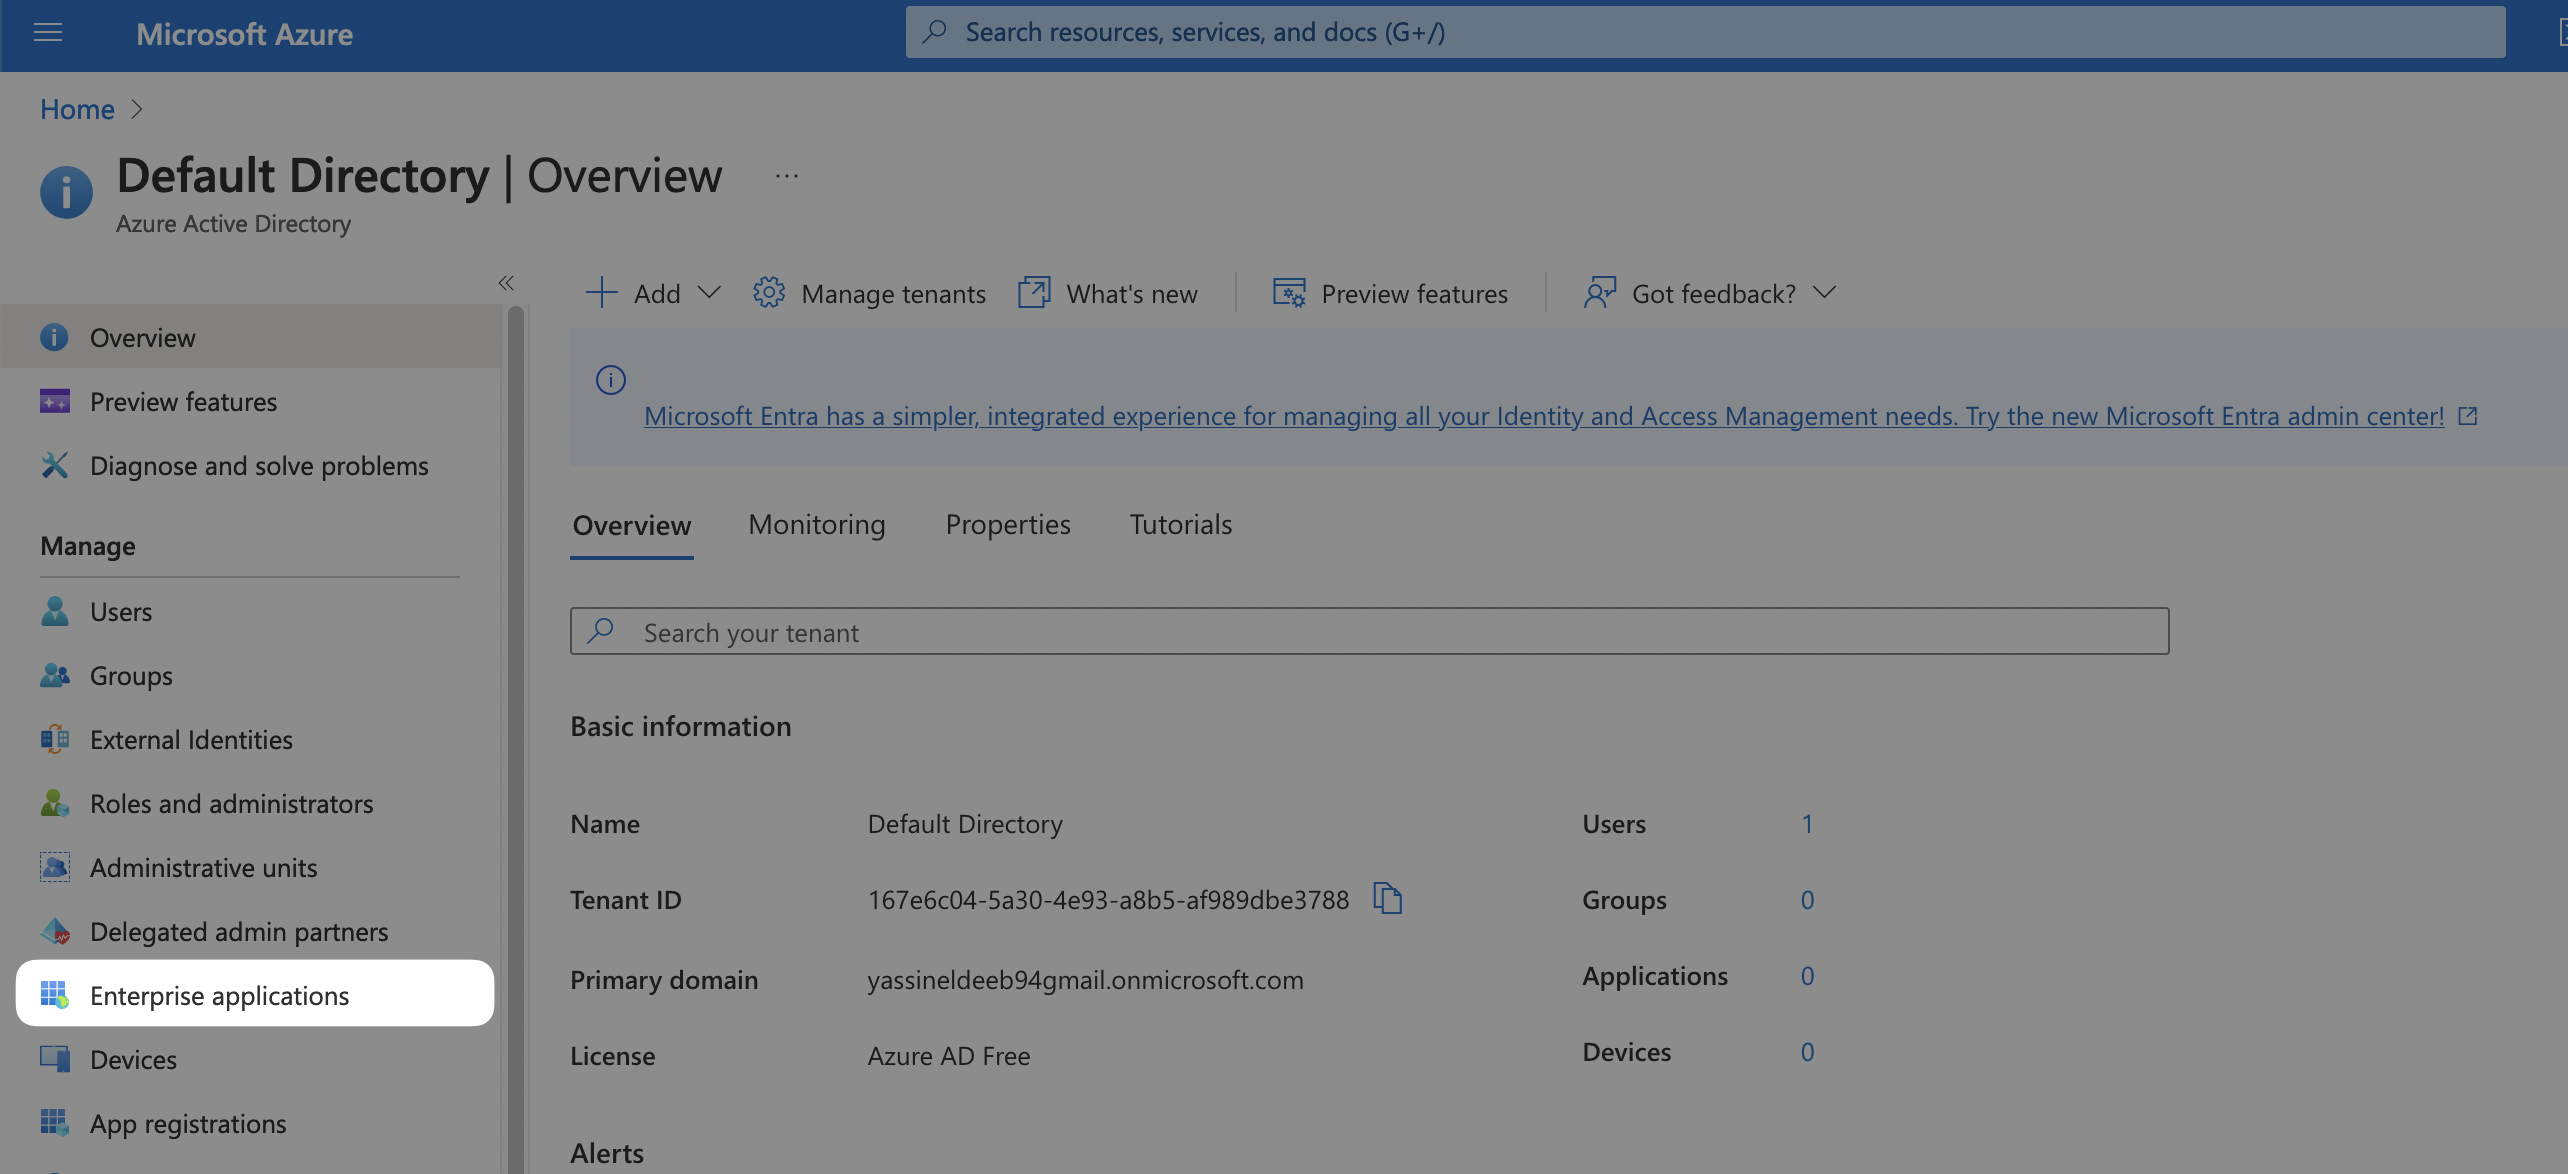 Microsoft Azure
Search resources, services, and docs (G+/)
Home
Default Directory | Overview
...
Azure Active Directory
Add
Manage tenants
What's new
Preview features
Got feedback?
Overview
Preview features
Diagnose and solve problems
Manage
Users
Groups
External Identities
Roles and administrators
Administrative units
Delegated admin partners
Enterprise applications
Devices
App registrations
Microsoft Entra has a simpler, integrated experience for managing all your Identity and Access Management needs. Try the new Microsoft Entra admin center!
Overview Monitoring Properties Tutorials
Search your tenant
Basic information
Name Default Directory
Users 1
Tenant ID 167e6c04-5a30-4e93-a8b5-af989dbe3788
Groups 0
Primary domain yassineldeeb94gmail.onmicrosoft.com
Applications 0
License Azure AD Free
Devices 0
Alerts